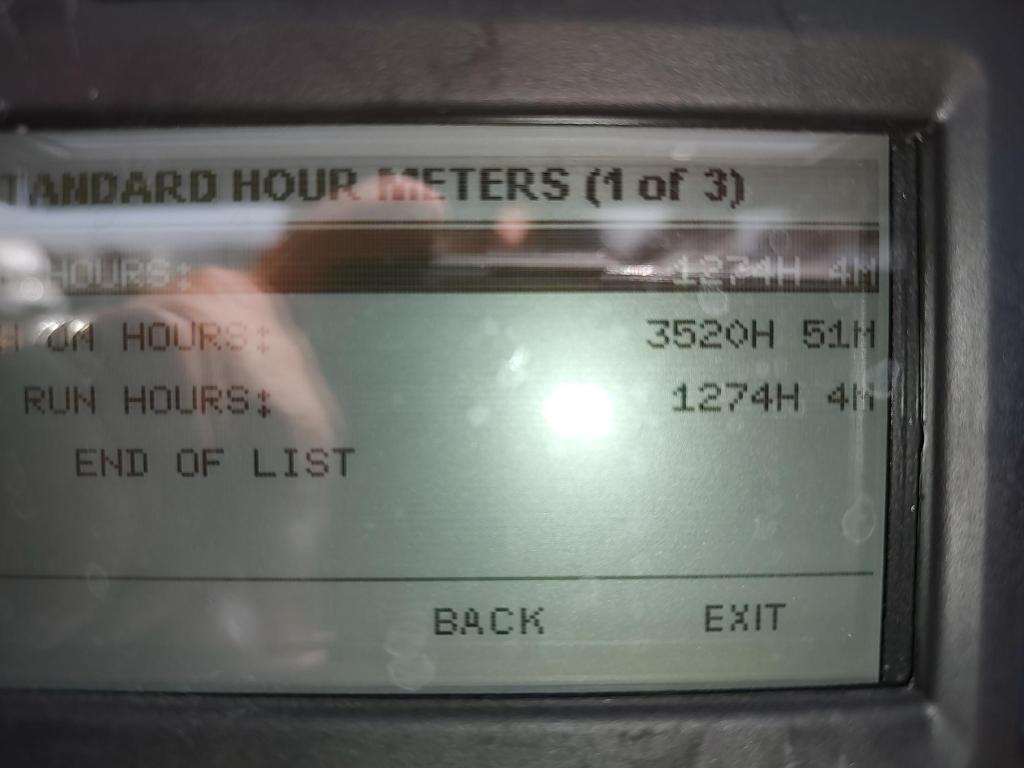 TANDARD HOUR METERS (1 of 3)
HOURS: 1274H 4M
H ON HOURS: 3520H 51M
RUN HOURS: 1274H 4M
END OF LIST
BACK EXIT